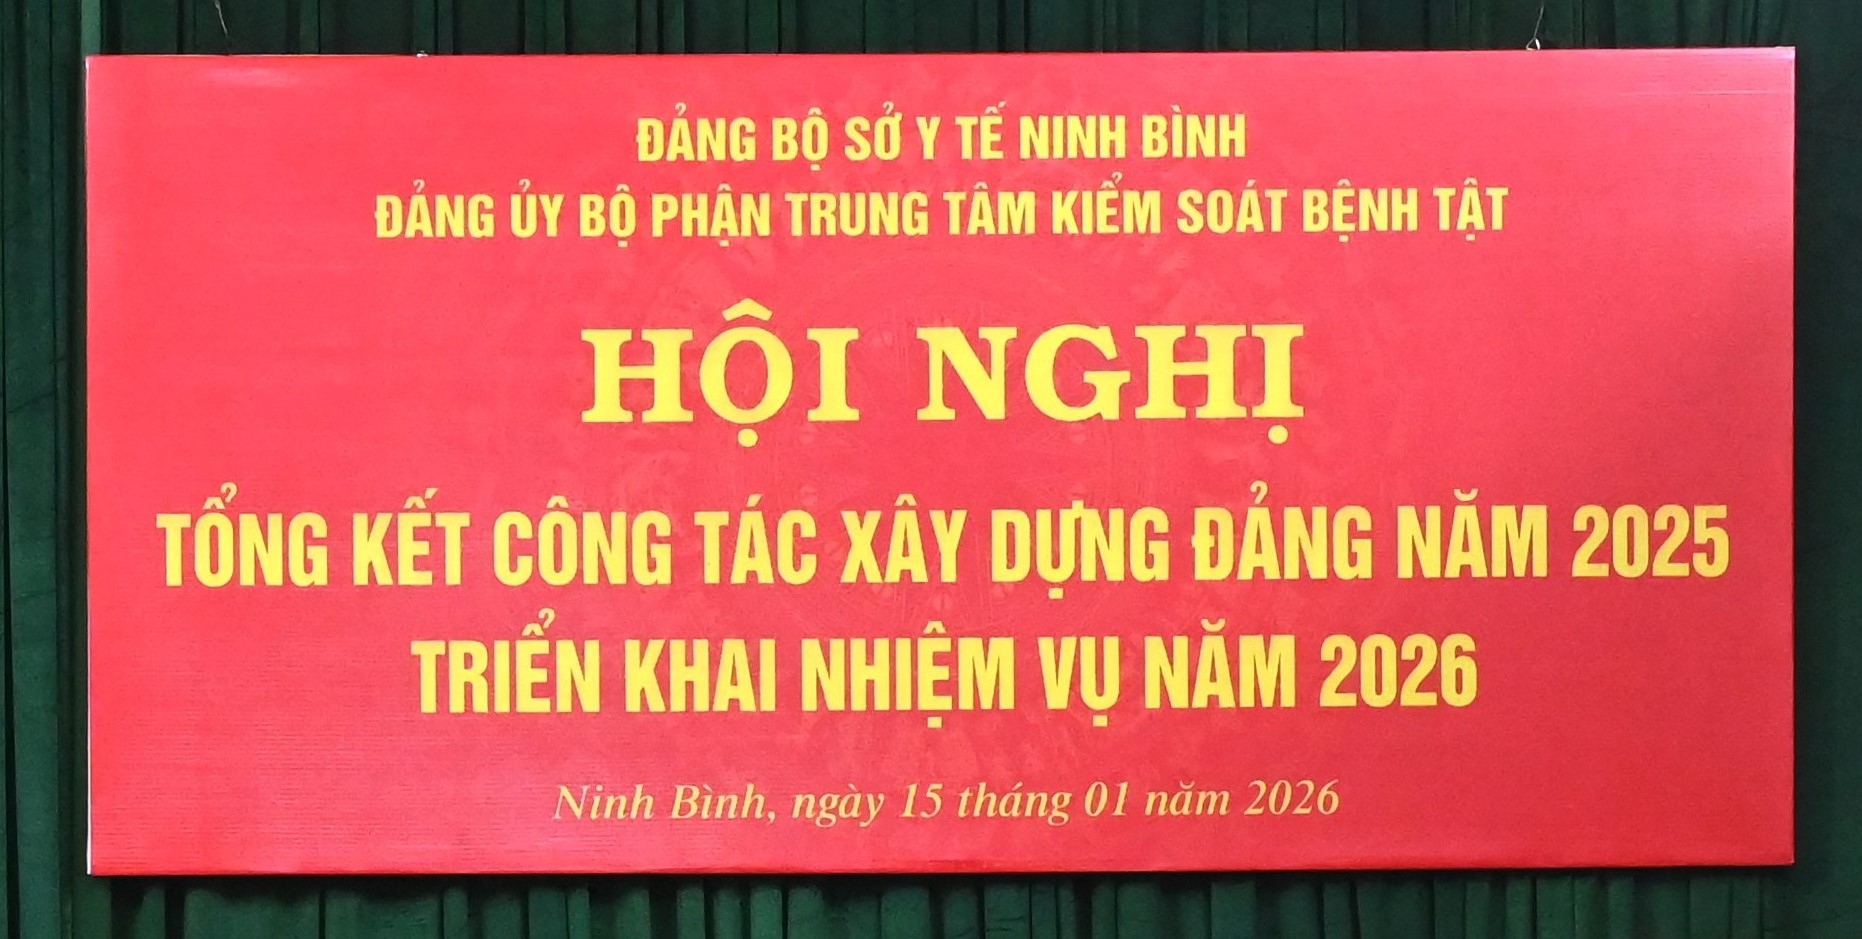 ĐẢNG BỘ SỞ Y TẾ NINH BÌNH
ĐẢNG ỦY BỘ PHẬN TRUNG TÂM KIỂM SOÁT BỆNH TẬT
HỘI NGHỊ
TỔNG KẾT CÔNG TÁC XÂY DỰNG ĐẢNG NĂM 2025
TRIỂN KHAI NHIỆM VỤ NĂM 2026
Ninh Bình, ngày 15 tháng 01 năm 2026